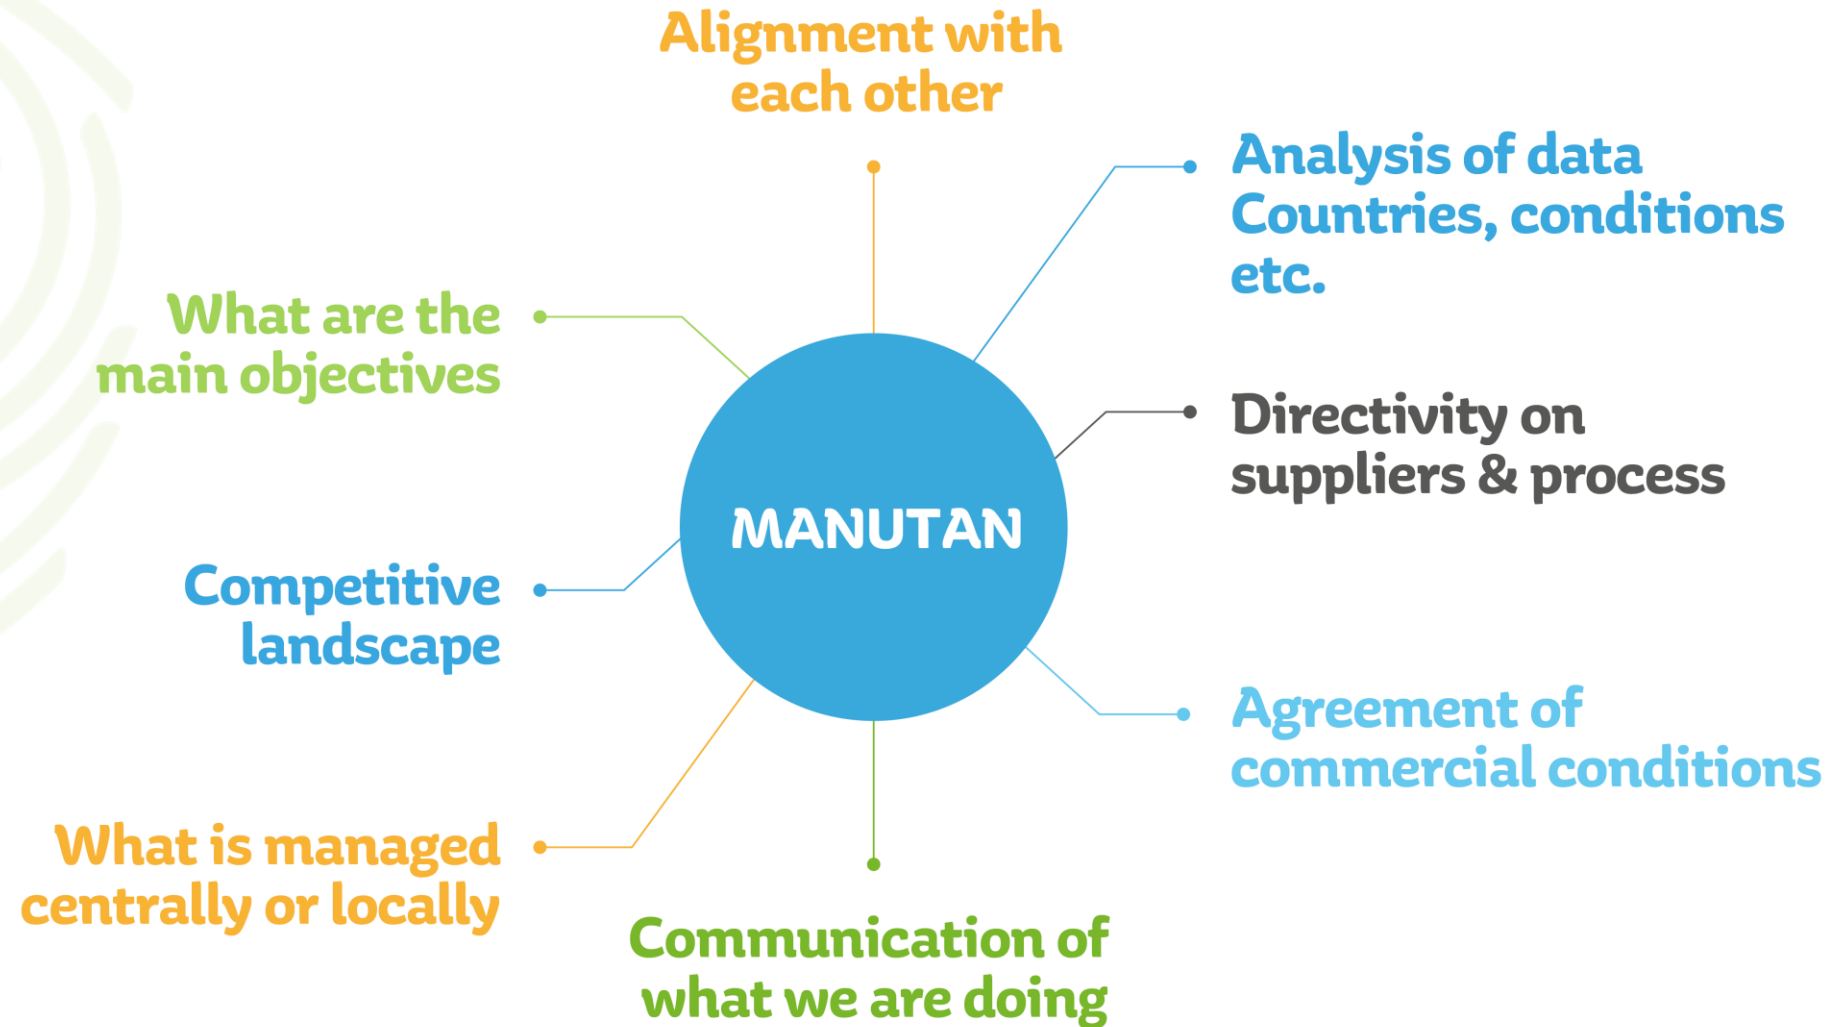 Alignment with
each other
Analysis of data
Countries, conditions
etc.
What are the
main objectives
Directivity on
suppliers & process
MANUTAN
Competitive
landscape
Agreement of
commercial conditions
What is managed
centrally or locally
Communication of
what we are doing